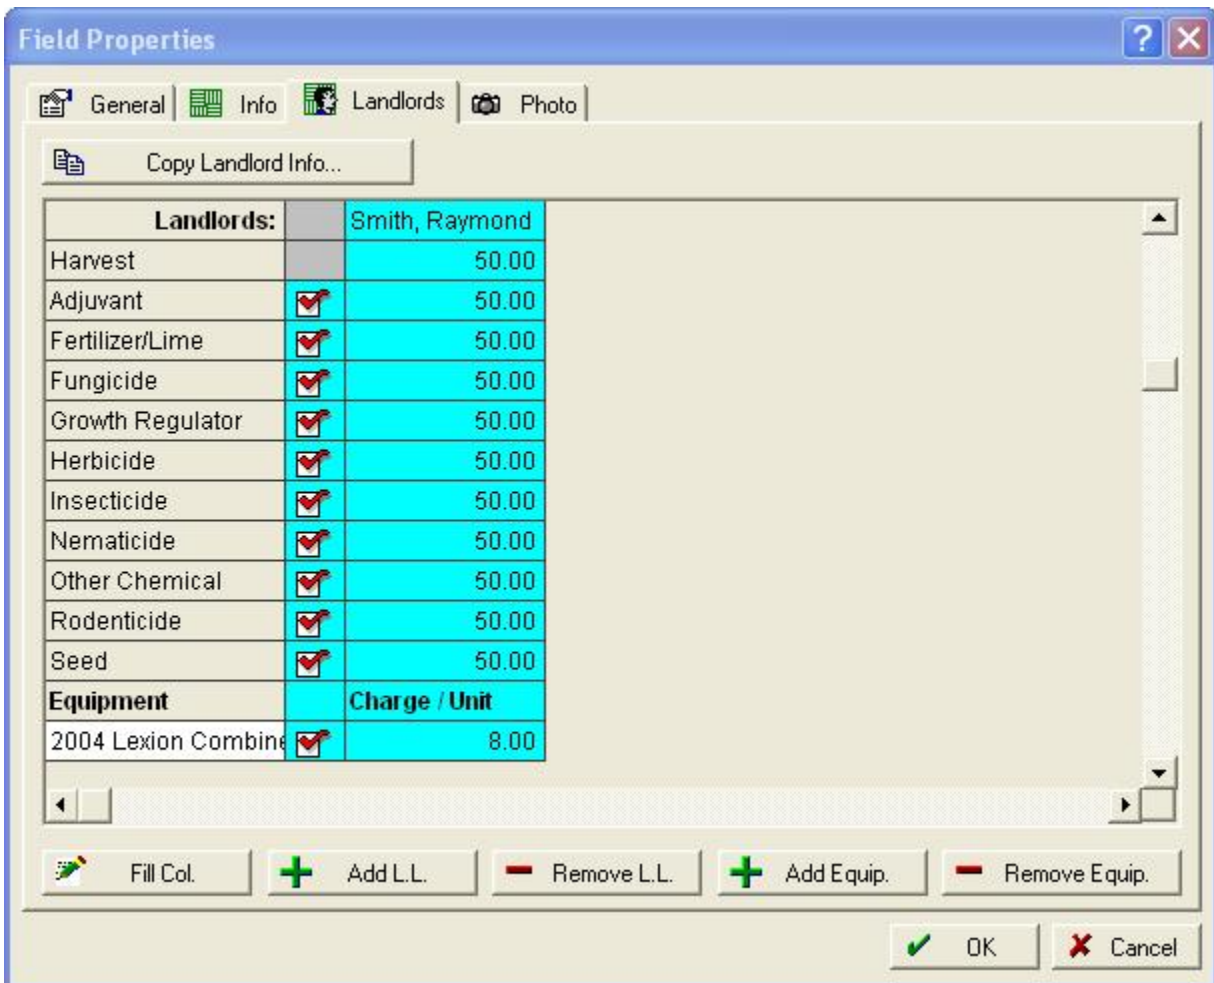 Field Properties
General Info Landlords Photo
Copy Landlord Info...
Landlords: Smith, Raymond
Harvest 50.00
Adjuvant 50.00
Fertilizer/Lime 50.00
Fungicide 50.00
Growth Regulator 50.00
Herbicide 50.00
Insecticide 50.00
Nematicide 50.00
Other Chemical 50.00
Rodenticide 50.00
Seed 50.00
Equipment Charge / Unit
2004 Lexion Combine 8.00
Fill Col. Add L.L. Remove L.L. Add Equip. Remove Equip.
OK Cancel